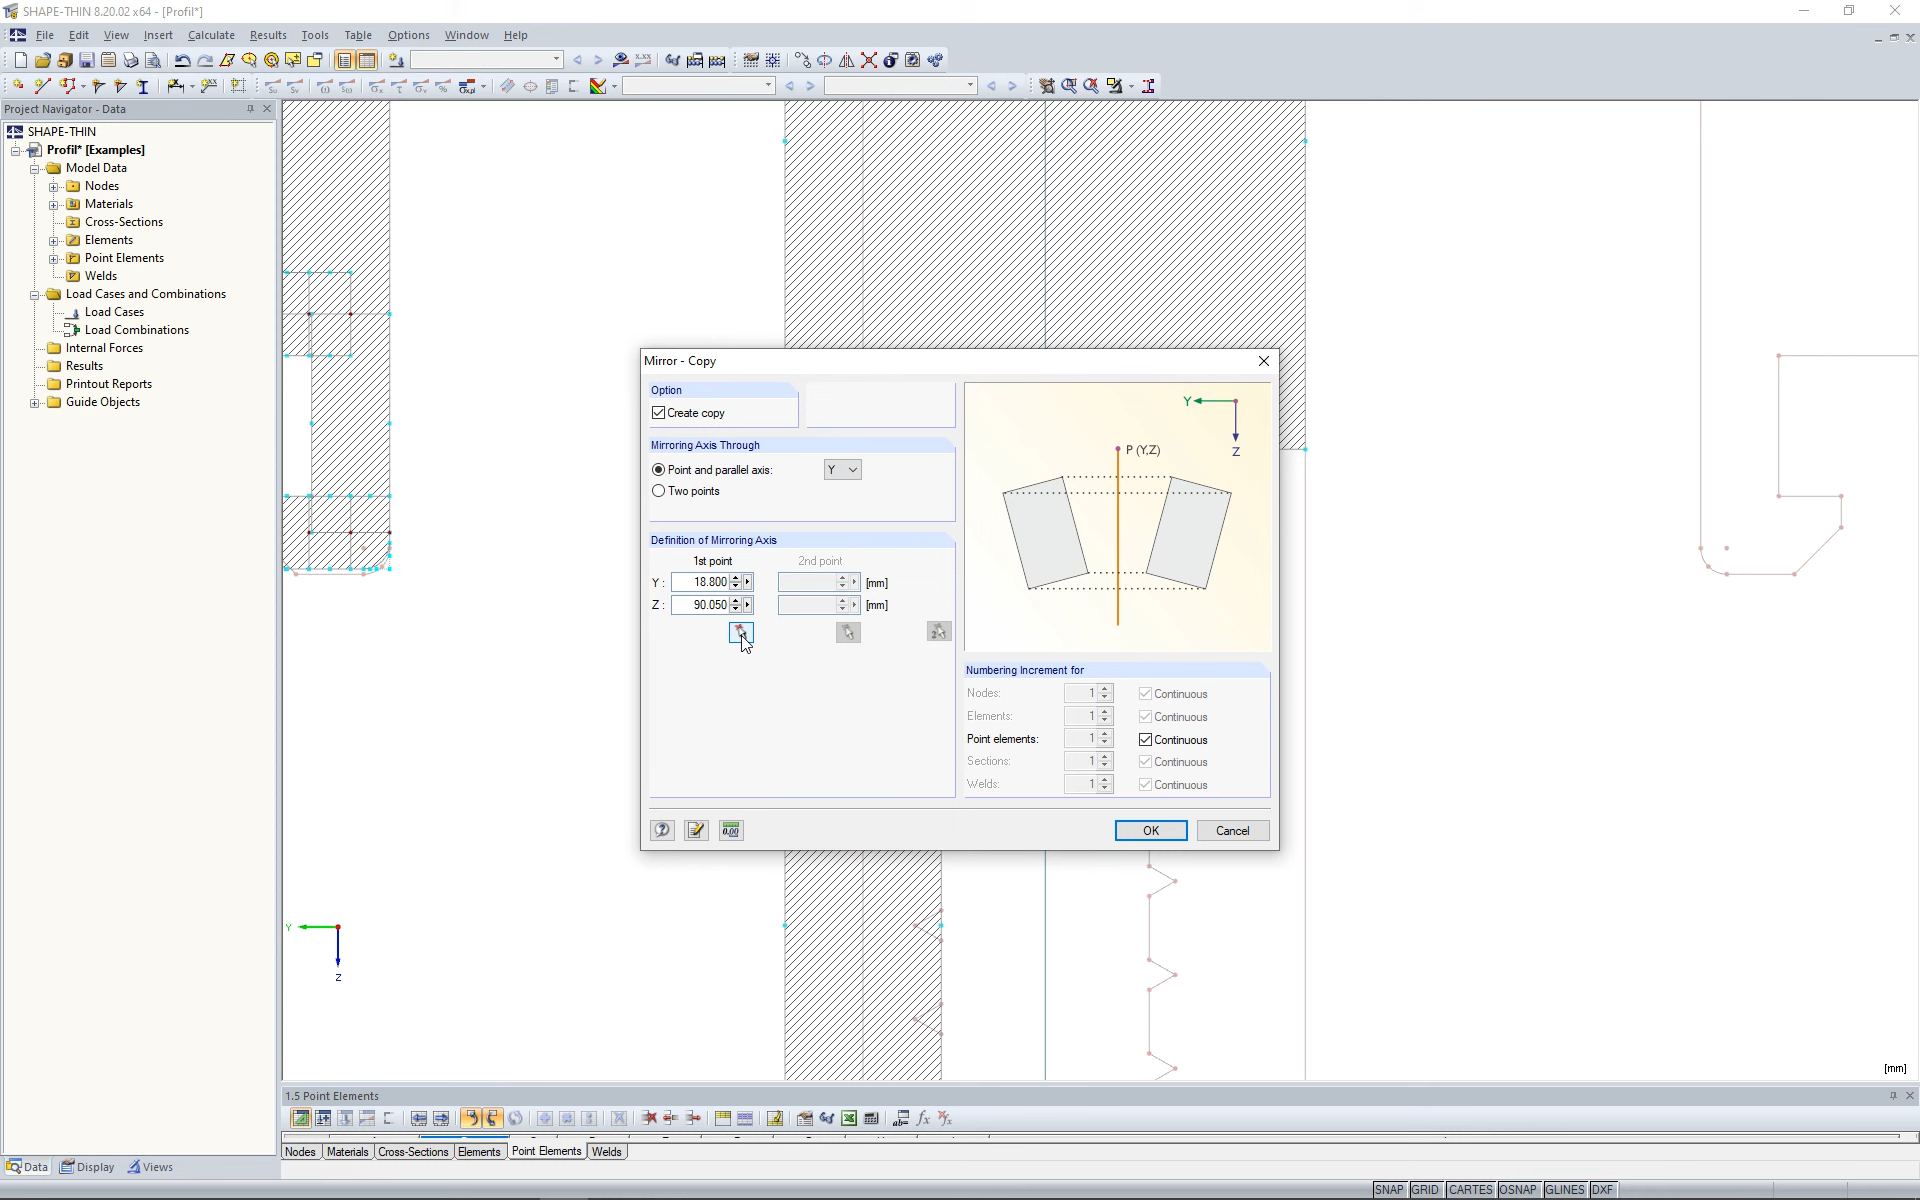 SHAPE-THIN 8.20.02 x64 - [Profil*]
File Edit View Insert Calculate Results Tools Table Options Window Help
Project Navigator - Data
SHAPE-THIN
Profil* [Examples]
Model Data
Nodes
Materials
Cross-Sections
Elements
Point Elements
Welds
Load Cases and Combinations
Load Cases
Load Combinations
Internal Forces
Results
Printout Reports
Guide Objects
Data Display Views
Mirror - Copy
Option
Create copy
Mirroring Axis Through
Point and parallel axis: Y
Two points
Definition of Mirroring Axis
1st point 2nd point
Y: 18.800 [mm]
Z: 90.050 [mm]
Y
P (Y,Z)
Z
Numbering Increment for
Nodes: 1 Continuous
Elements: 1 Continuous
Point elements: 1 Continuous
Sections: 1 Continuous
Welds: 1 Continuous
OK Cancel
Y
Z
[mm]
1.5 Point Elements
Nodes Materials Cross-Sections Elements Point Elements Welds
SNAP GRID CARTES OSNAP GLINES DXF